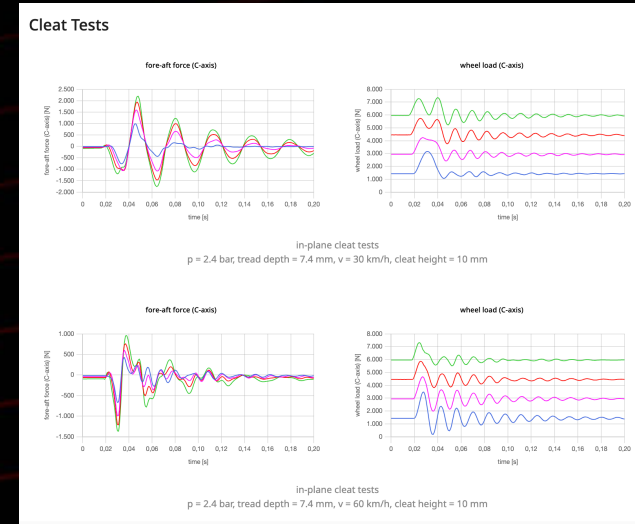 Cleat Tests
fore-aft force (C-axis)
wheel load (C-axis)
fore-aft force (C-axis) [N]
2.500
2.000
1.500
1.000
500
0
-500
-1.000
-1.500
-2.000
0 0,02 0,04 0,06 0,08 0,10 0,12 0,14 0,16 0,18 0,20
time [s]
wheel load (C-axis) [N]
8.000
7.000
6.000
5.000
4.000
3.000
2.000
1.000
0
0 0,02 0,04 0,06 0,08 0,10 0,12 0,14 0,16 0,18 0,20
time [s]
in-plane cleat tests
p = 2.4 bar, tread depth = 7.4 mm, v = 30 km/h, cleat height = 10 mm
fore-aft force (C-axis)
wheel load (C-axis)
fore-aft force (C-axis) [N]
1.000
500
0
-500
-1.000
-1.500
0 0,02 0,04 0,06 0,08 0,10 0,12 0,14 0,16 0,18 0,20
time [s]
wheel load (C-axis) [N]
8.000
7.000
6.000
5.000
4.000
3.000
2.000
1.000
0
0 0,02 0,04 0,06 0,08 0,10 0,12 0,14 0,16 0,18 0,20
time [s]
in-plane cleat tests
p = 2.4 bar, tread depth = 7.4 mm, v = 60 km/h, cleat height = 10 mm